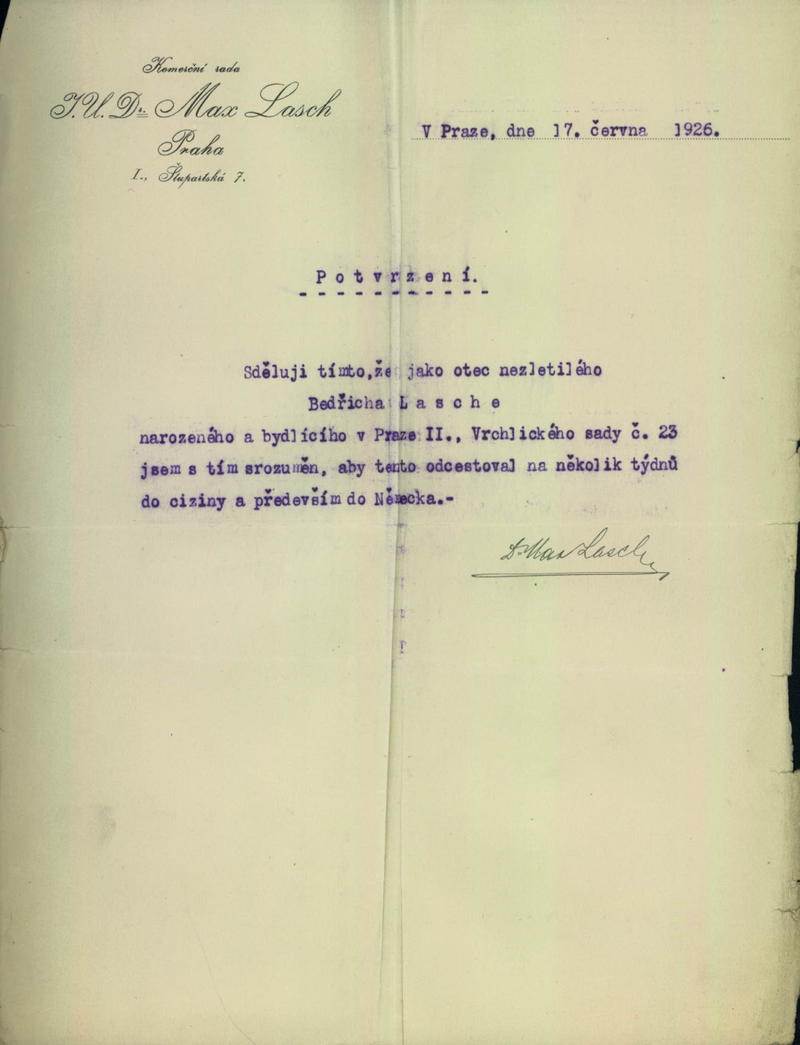 Komerční rada
J.U.Dr. Max Lasch
Praha
I., Štupartská 7.
V Praze, dne 17. června 1926.
Potvrzení.
Sděluji tímto,že jako otec nezletilého
Bedřicha Lasche
narozeného a bydlícího v Praze II., Vrchlického sady č. 23
jsem s tím srozuměn, aby tento odcestoval na několik týdnů
do ciziny a především do Německa.-
Dr Max Lasch